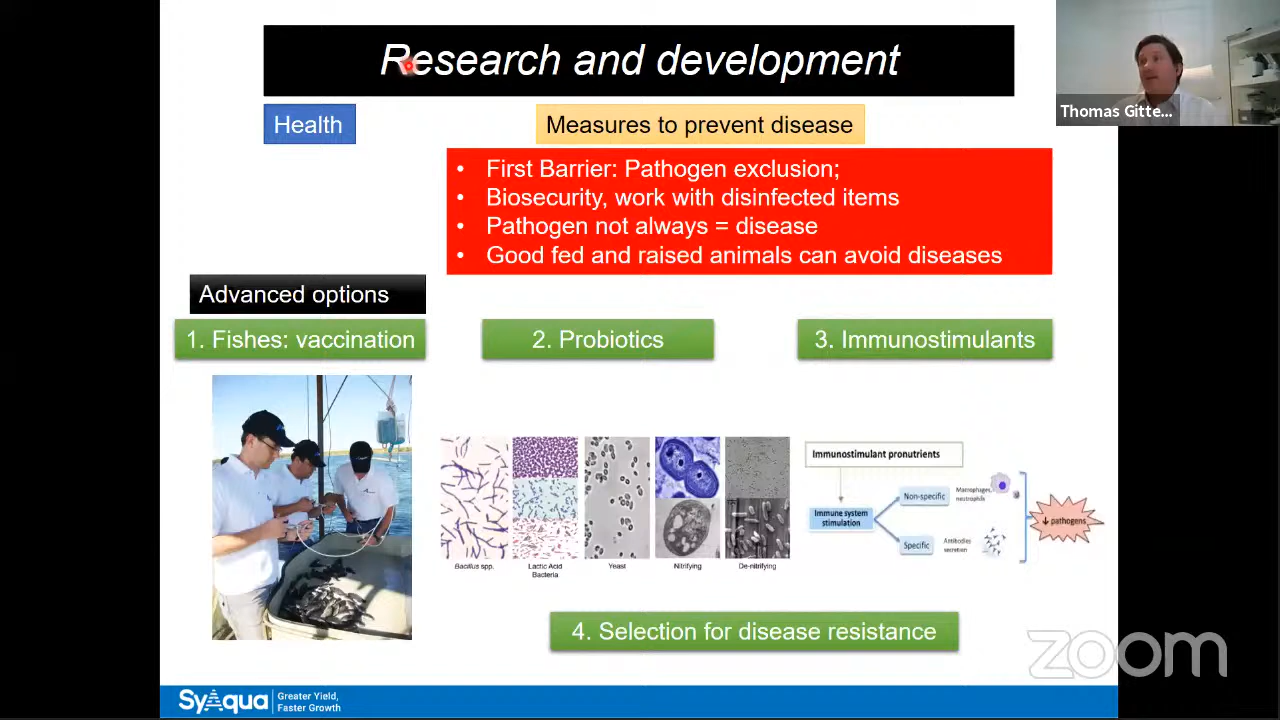 Research and development
Thomas Gitte...
Health
Measures to prevent disease
• First Barrier: Pathogen exclusion;
• Biosecurity, work with disinfected items
• Pathogen not always = disease
• Good fed and raised animals can avoid diseases
Advanced options
1. Fishes: vaccination
2. Probiotics
3. Immunostimulants
Immunostimulant pronutrients
Immune system
stimulation
Non-specific
Macrophages,
neutrophils
Specific
Antibodies
secretion
↓ pathogens
Bacillus spp.
Lactic Acid
Bacteria
Yeast
Nitrifying
De-nitrifying
4. Selection for disease resistance
zoom
SyAqua
Greater Yield,
Faster Growth